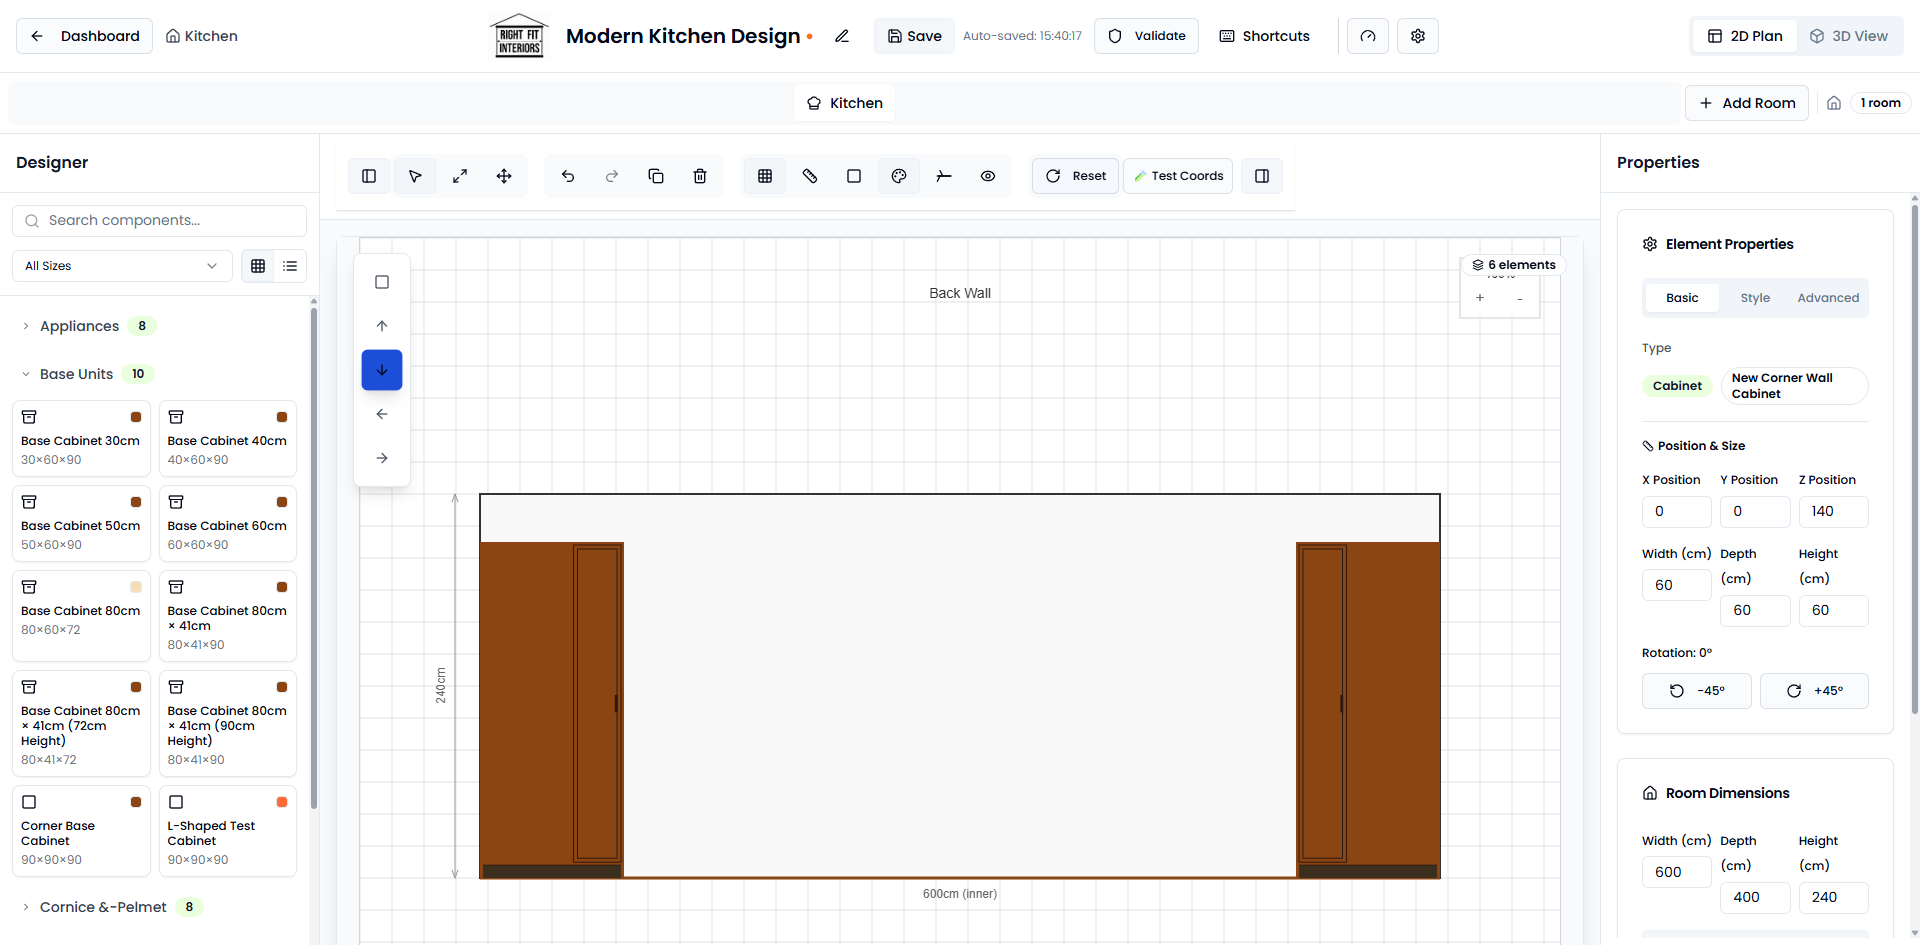 Dashboard
Kitchen
RIGHT FIT
INTERIORS
Modern Kitchen Design
Save
Auto-saved: 15:40:17
Validate
Shortcuts
2D Plan
3D View
Kitchen
Add Room
1 room
Designer
Search components...
All Sizes
Appliances
8
Base Units
10
Base Cabinet 30cm
30×60×90
Base Cabinet 40cm
40×60×90
Base Cabinet 50cm
50×60×90
Base Cabinet 60cm
60×60×90
Base Cabinet 80cm
80×60×72
Base Cabinet 80cm
× 41cm
80×41×90
Base Cabinet 80cm
× 41cm (72cm
Height)
80×41×72
Base Cabinet 80cm
× 41cm (90cm
Height)
80×41×90
Corner Base
Cabinet
90×90×90
L-Shaped Test
Cabinet
90×90×90
Cornice &-Pelmet
8
Reset
Test Coords
Back Wall
6 elements
+ -
240cm
600cm (inner)
Properties
Element Properties
Basic
Style
Advanced
Type
Cabinet
New Corner Wall
Cabinet
Position & Size
X Position
Y Position
Z Position
0
0
140
Width (cm)
Depth
(cm)
Height
(cm)
60
60
60
Rotation: 0°
-45°
+45°
Room Dimensions
Width (cm)
Depth
(cm)
Height
(cm)
600
400
240